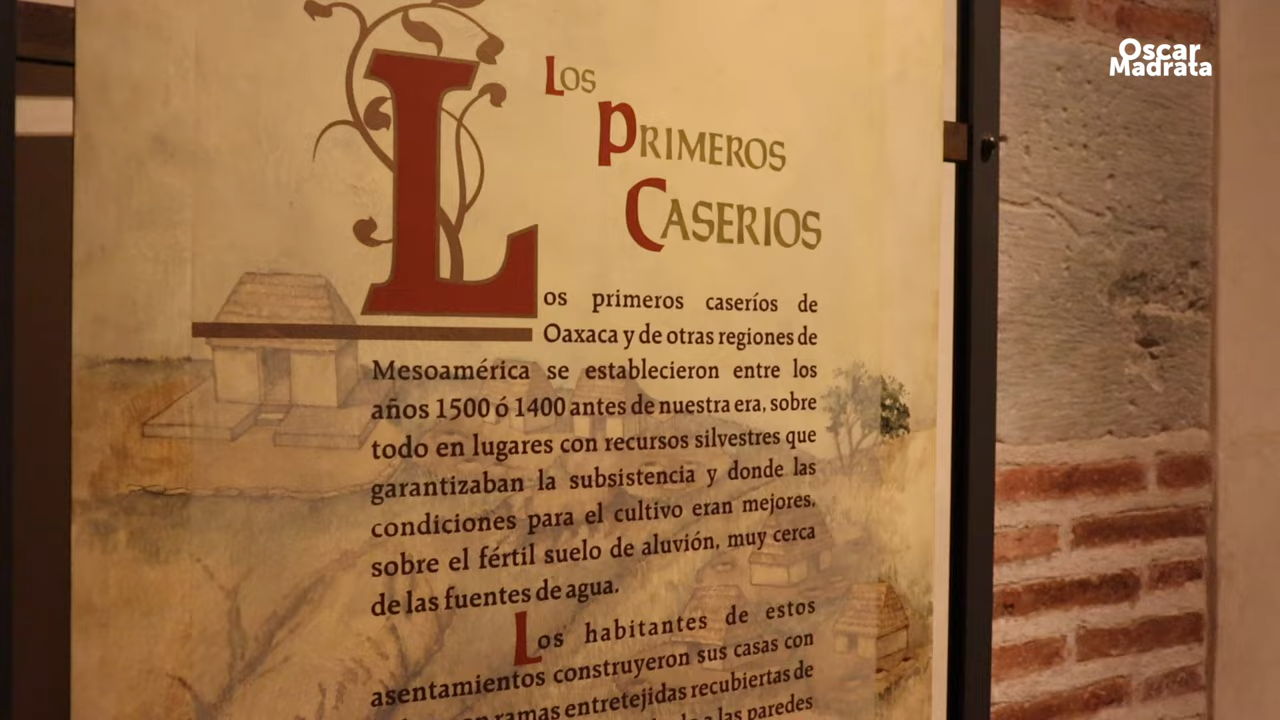 Oscar
Madrata
Los
Primeros
Caserios
Los primeros caseríos de
Oaxaca y de otras regiones de
Mesoamérica se establecieron entre los
años 1500 ó 1400 antes de nuestra era, sobre
todo en lugares con recursos silvestres que
garantizaban la subsistencia y donde las
condiciones para el cultivo eran mejores,
sobre el fértil suelo de aluvión, muy cerca
de las fuentes de agua.
Los habitantes de estos
asentamientos construyeron sus casas con
ramas entretejidas recubiertas de
las paredes